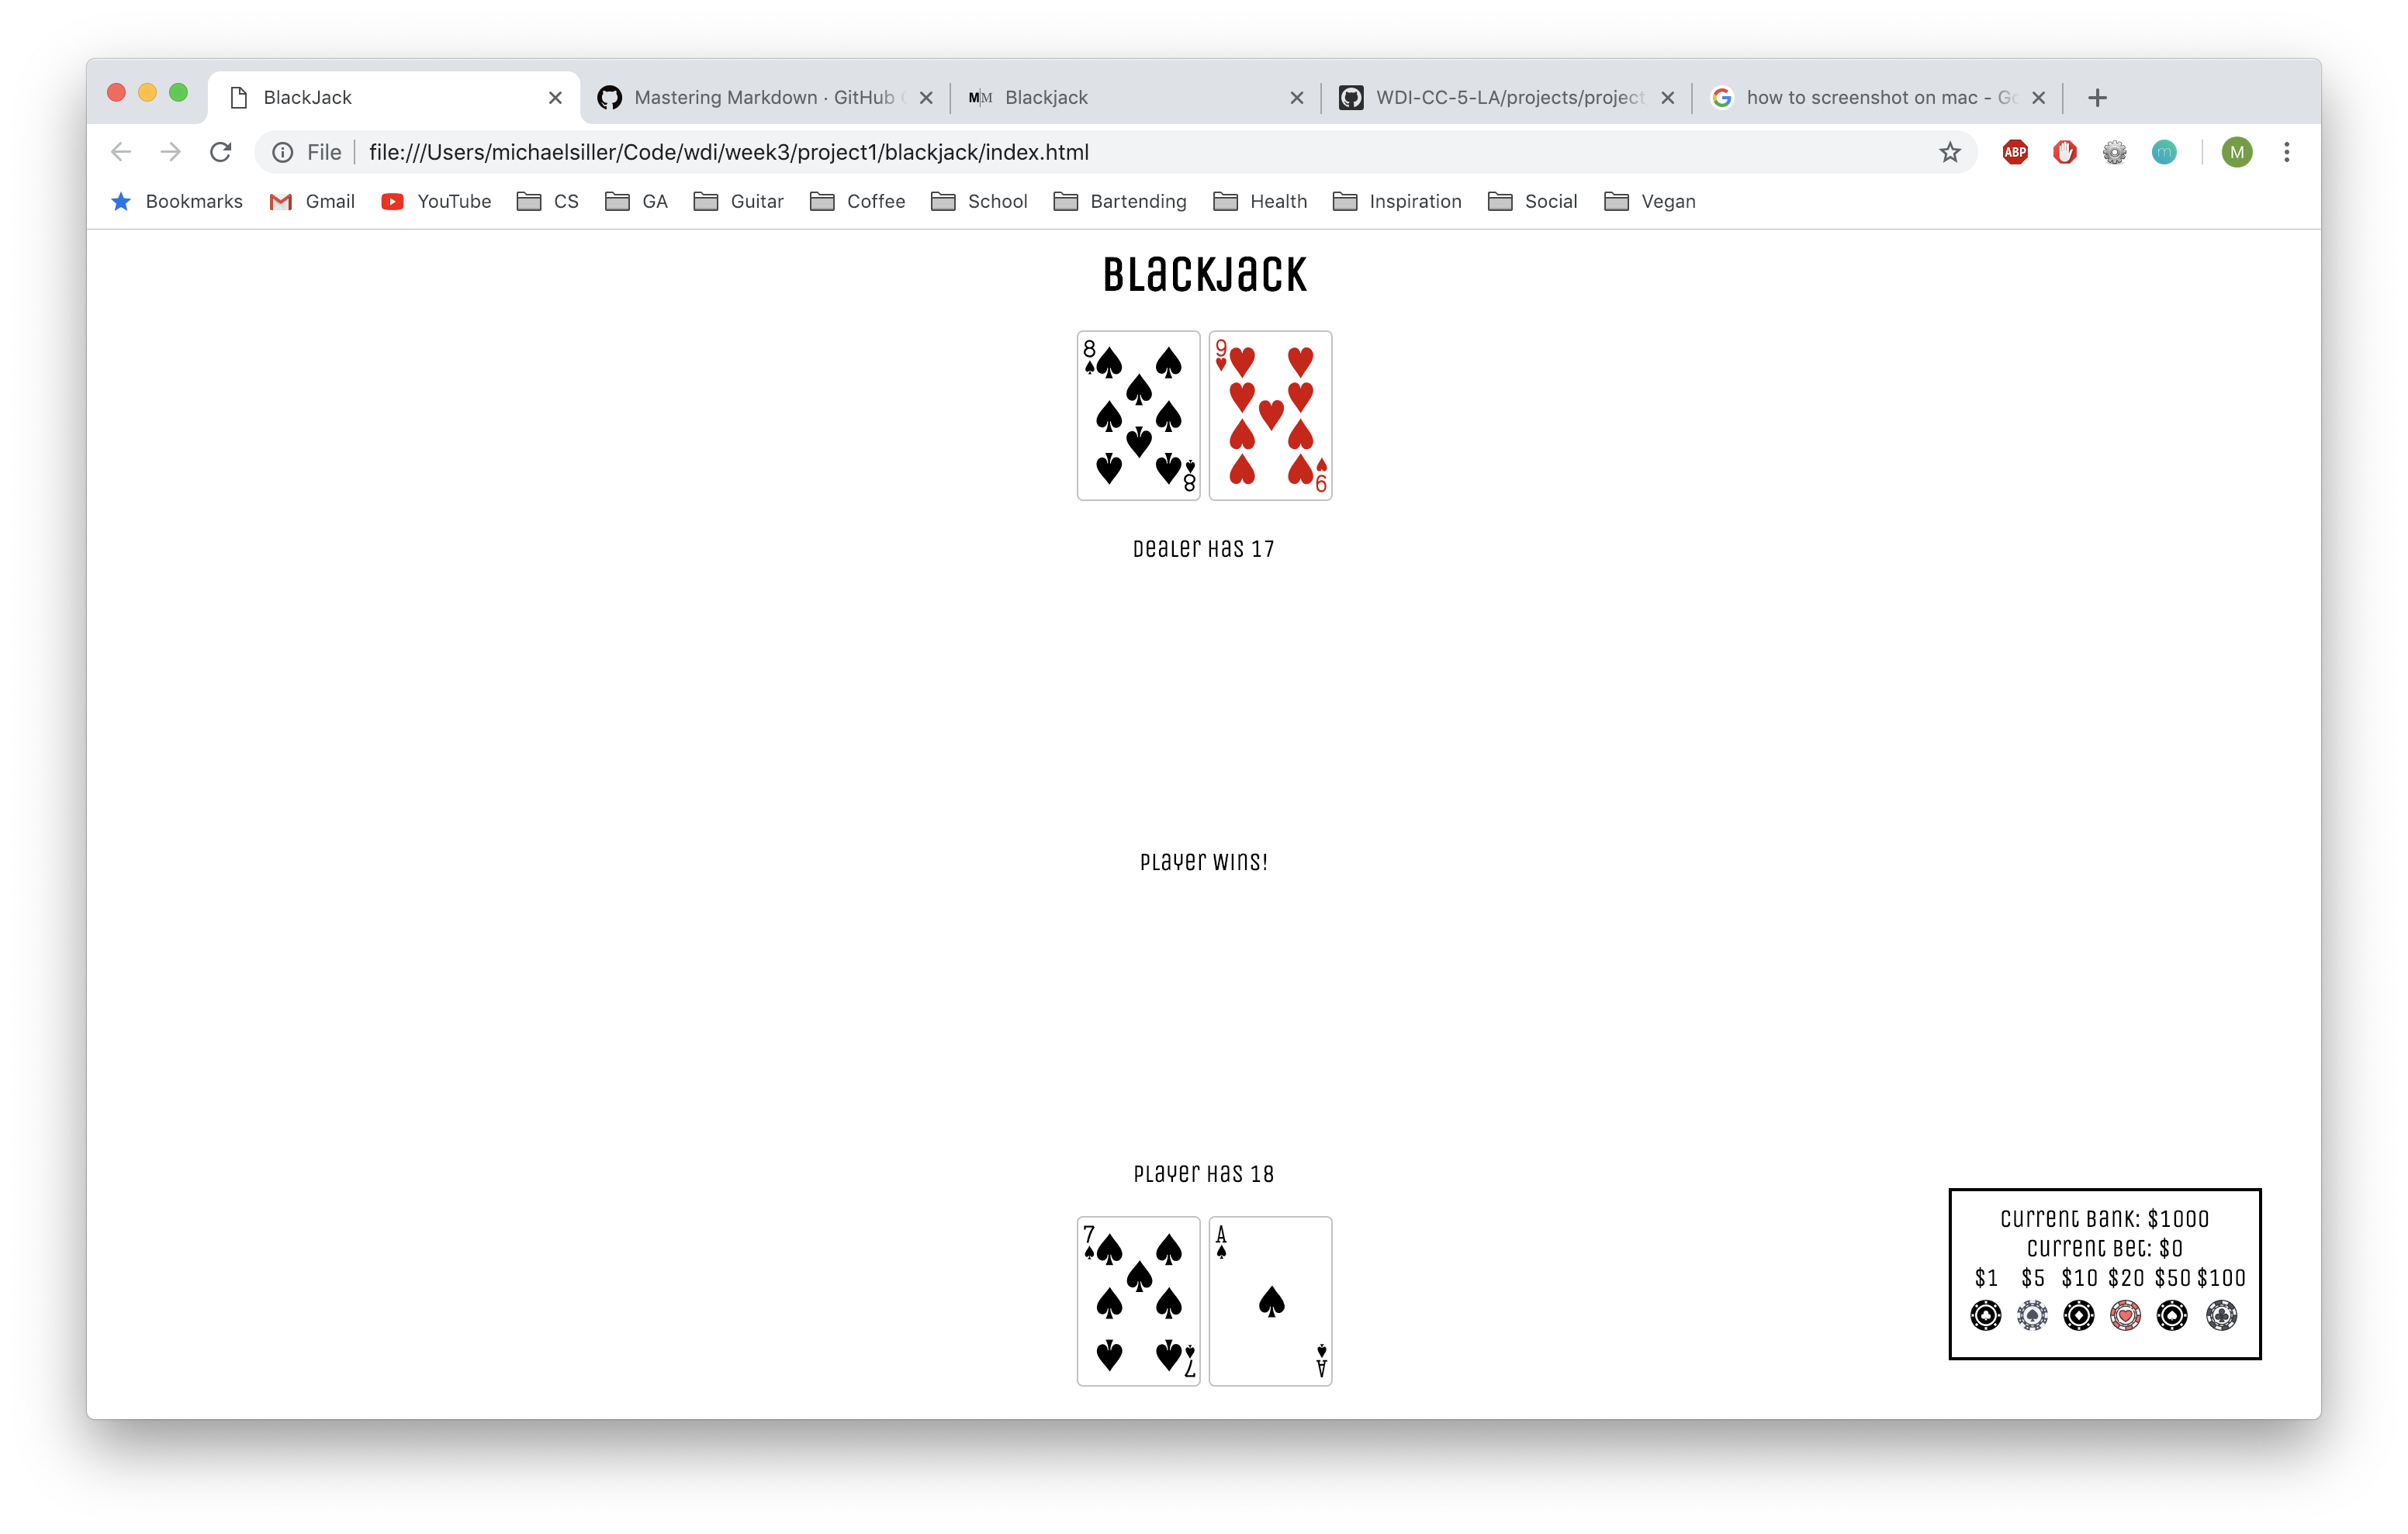 BlackJack
Mastering Markdown · GitHub
M|M Blackjack
WDI-CC-5-LA/projects/project
how to screenshot on mac - Go
File file:///Users/michaelsiller/Code/wdi/week3/project1/blackjack/index.html
ABP m M
Bookmarks Gmail YouTube CS GA Guitar Coffee School Bartending Health Inspiration Social Vegan
BlackJack
8 9
8 9
Dealer Has 17
Player Wins!
Player Has 18
7 A
7 A
Current Bank: $1000
Current Bet: $0
$1 $5 $10 $20 $50 $100